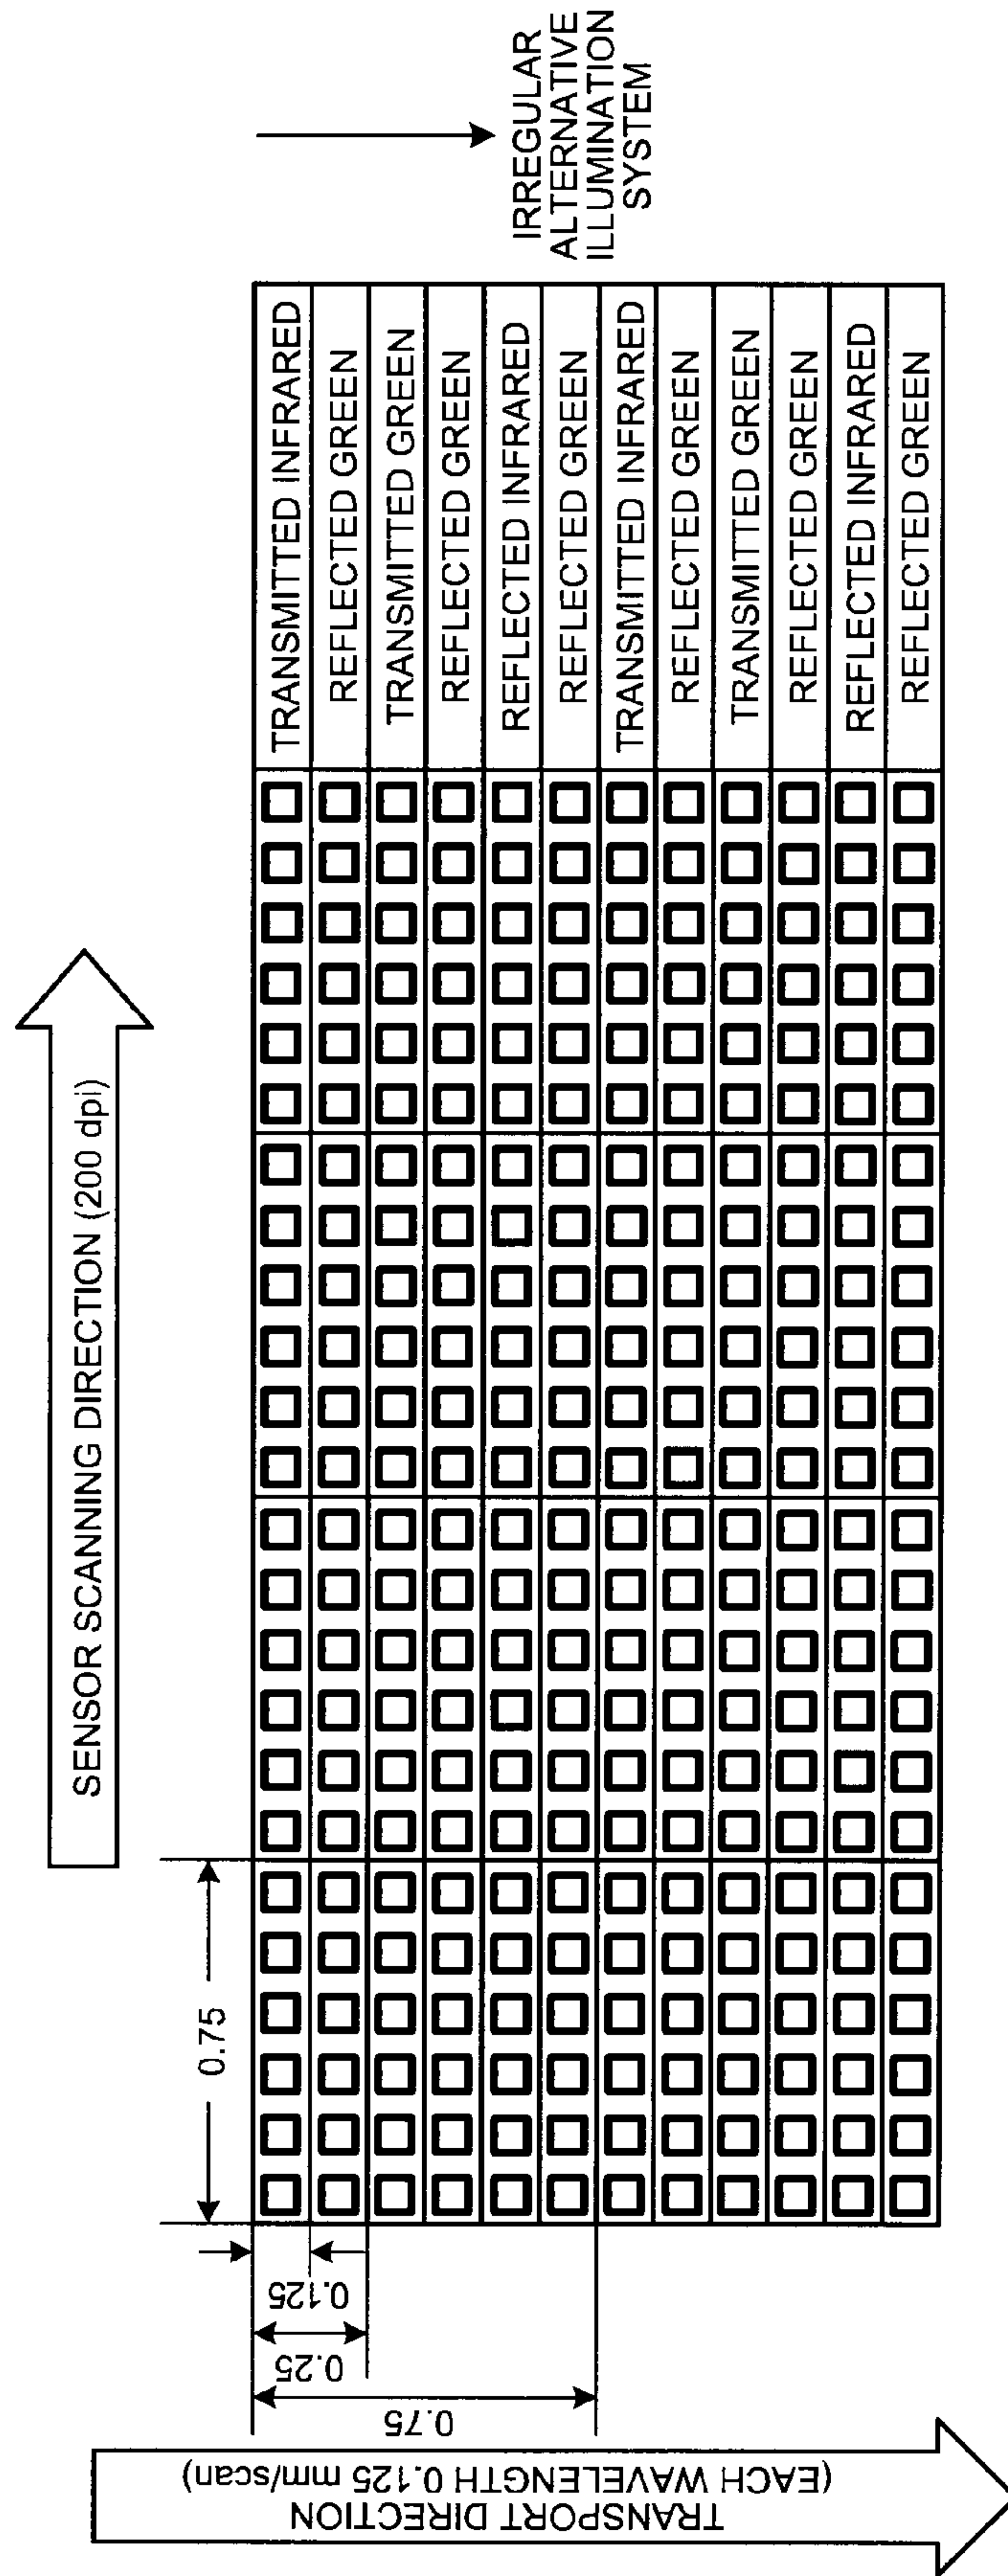 SENSOR SCANNING DIRECTION (200 dpi)
0.75
0.125
0.25
0.75
TRANSPORT DIRECTION
(EACH WAVELENGTH 0.125 mm/scan)
TRANSMITTED INFRARED
REFLECTED GREEN
TRANSMITTED GREEN
REFLECTED GREEN
REFLECTED INFRARED
REFLECTED GREEN
TRANSMITTED INFRARED
REFLECTED GREEN
TRANSMITTED GREEN
REFLECTED GREEN
REFLECTED INFRARED
REFLECTED GREEN
IRREGULAR
ALTERNATIVE
ILLUMINATION
SYSTEM